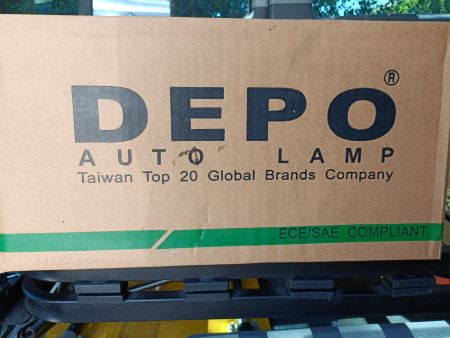 DEPO®
AUTO LAMP
Taiwan Top 20 Global Brands Company
ECE/SAE COMPLIANT